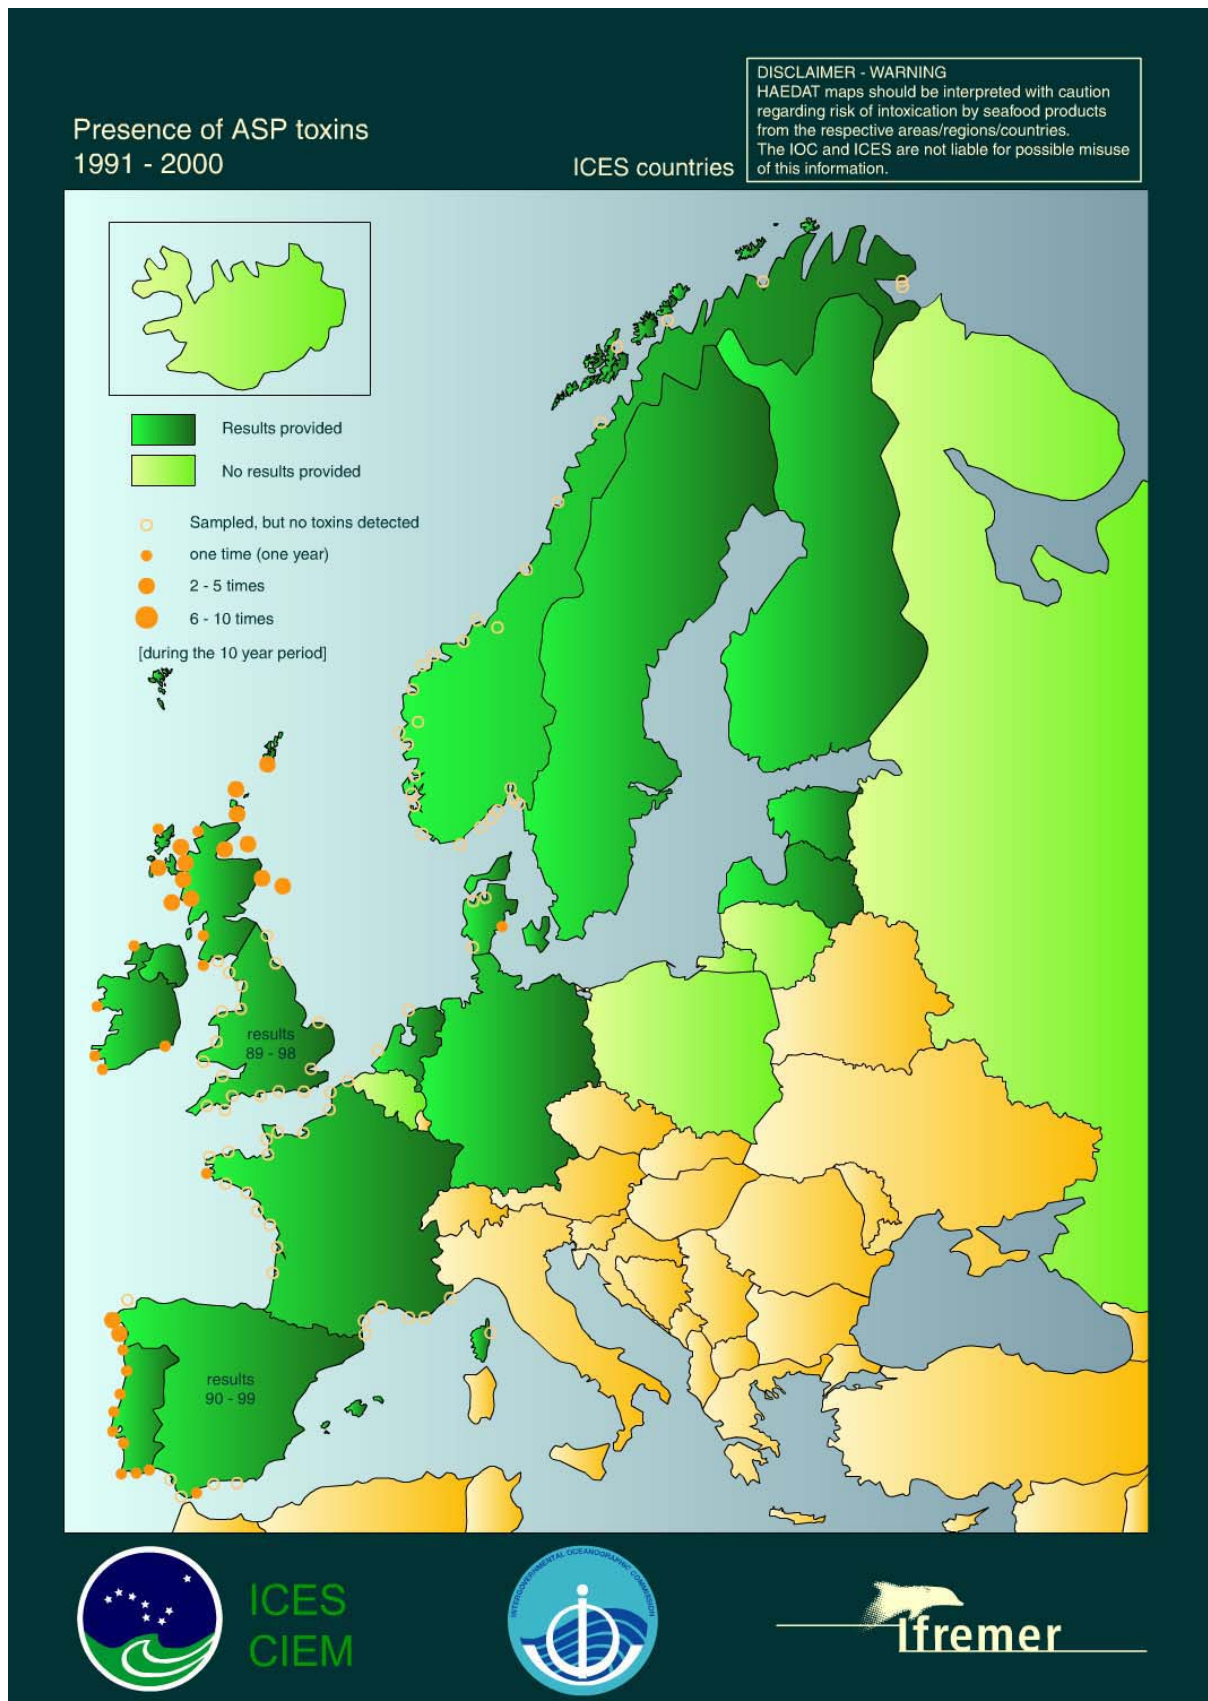 Presence of ASP toxins
1991 - 2000
ICES countries
DISCLAIMER - WARNING
HAEDAT maps should be interpreted with caution
regarding risk of intoxication by seafood products
from the respective areas/regions/countries.
The IOC and ICES are not liable for possible misuse
of this information.
Results provided
No results provided
Sampled, but no toxins detected
one time (one year)
2 - 5 times
6 - 10 times
[during the 10 year period]
results
89 - 98
results
90 - 99
ICES
CIEM
INTERGOVERNMENTAL OCEANOGRAPHIC COMMISSION
Ifremer